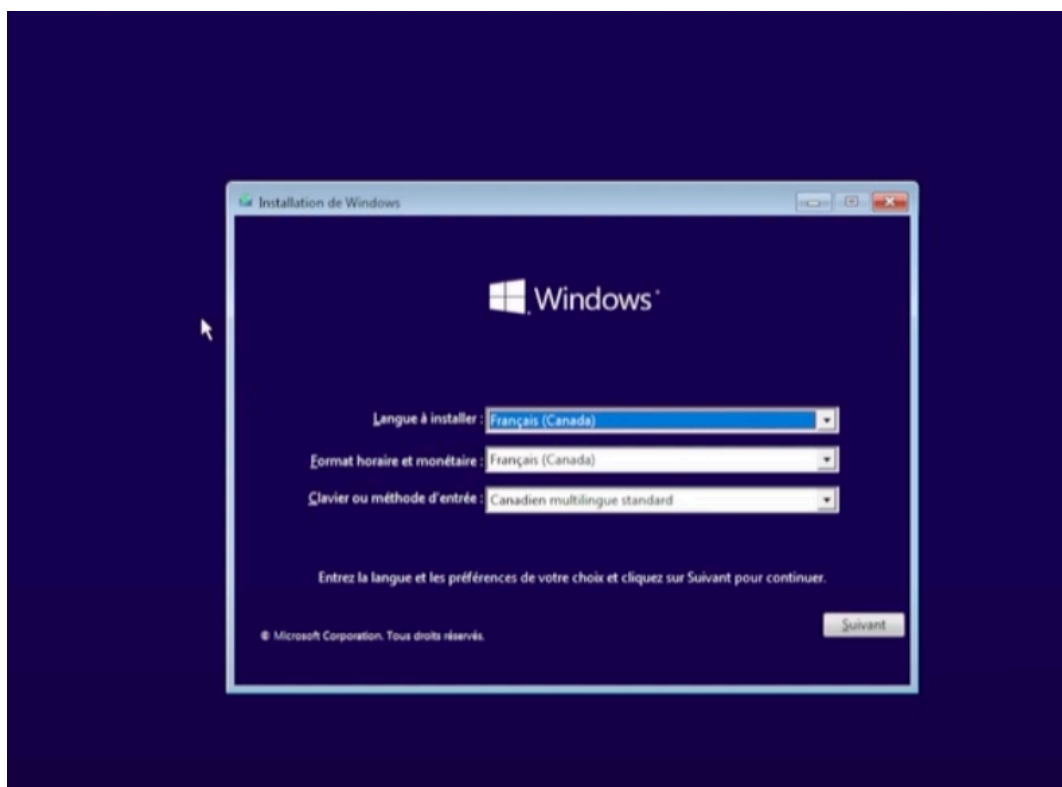 Installation de Windows
Windows
Langue à installer : Français (Canada)
Format horaire et monétaire : Français (Canada)
Clavier ou méthode d'entrée : Canadien multilingue standard
Entrez la langue et les préférences de votre choix et cliquez sur Suivant pour continuer.
© Microsoft Corporation. Tous droits réservés.
Suivant